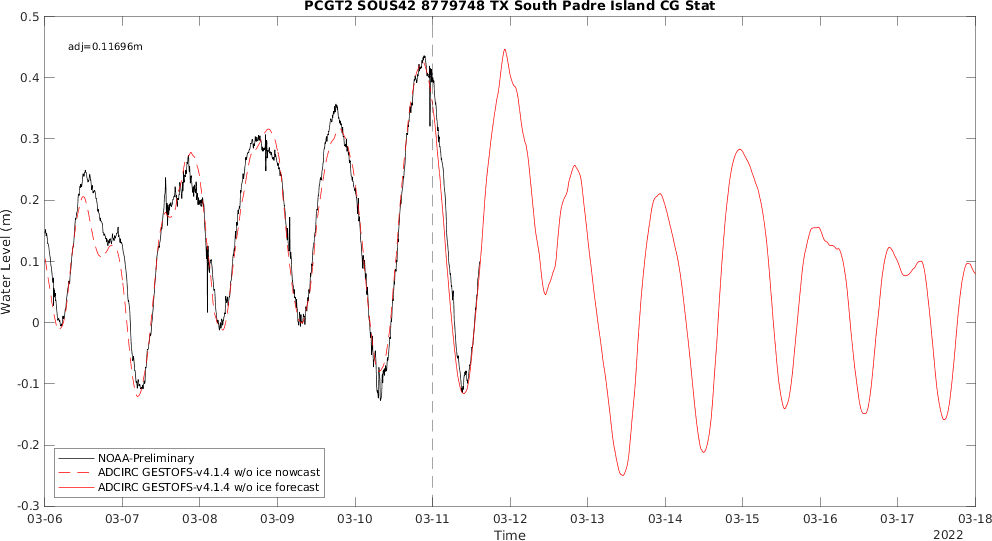 PCGT2 SOUS42 8779748 TX South Padre Island CG Stat
adj=0.11696m
0.5
0.4
0.3
0.2
0.1
0
-0.1
-0.2
-0.3
Water Level (m)
NOAA-Preliminary
ADCIRC GESTOFS-v4.1.4 w/o ice nowcast
ADCIRC GESTOFS-v4.1.4 w/o ice forecast
03-06 03-07 03-08 03-09 03-10 03-11 03-12 03-13 03-14 03-15 03-16 03-17 03-18
Time
2022